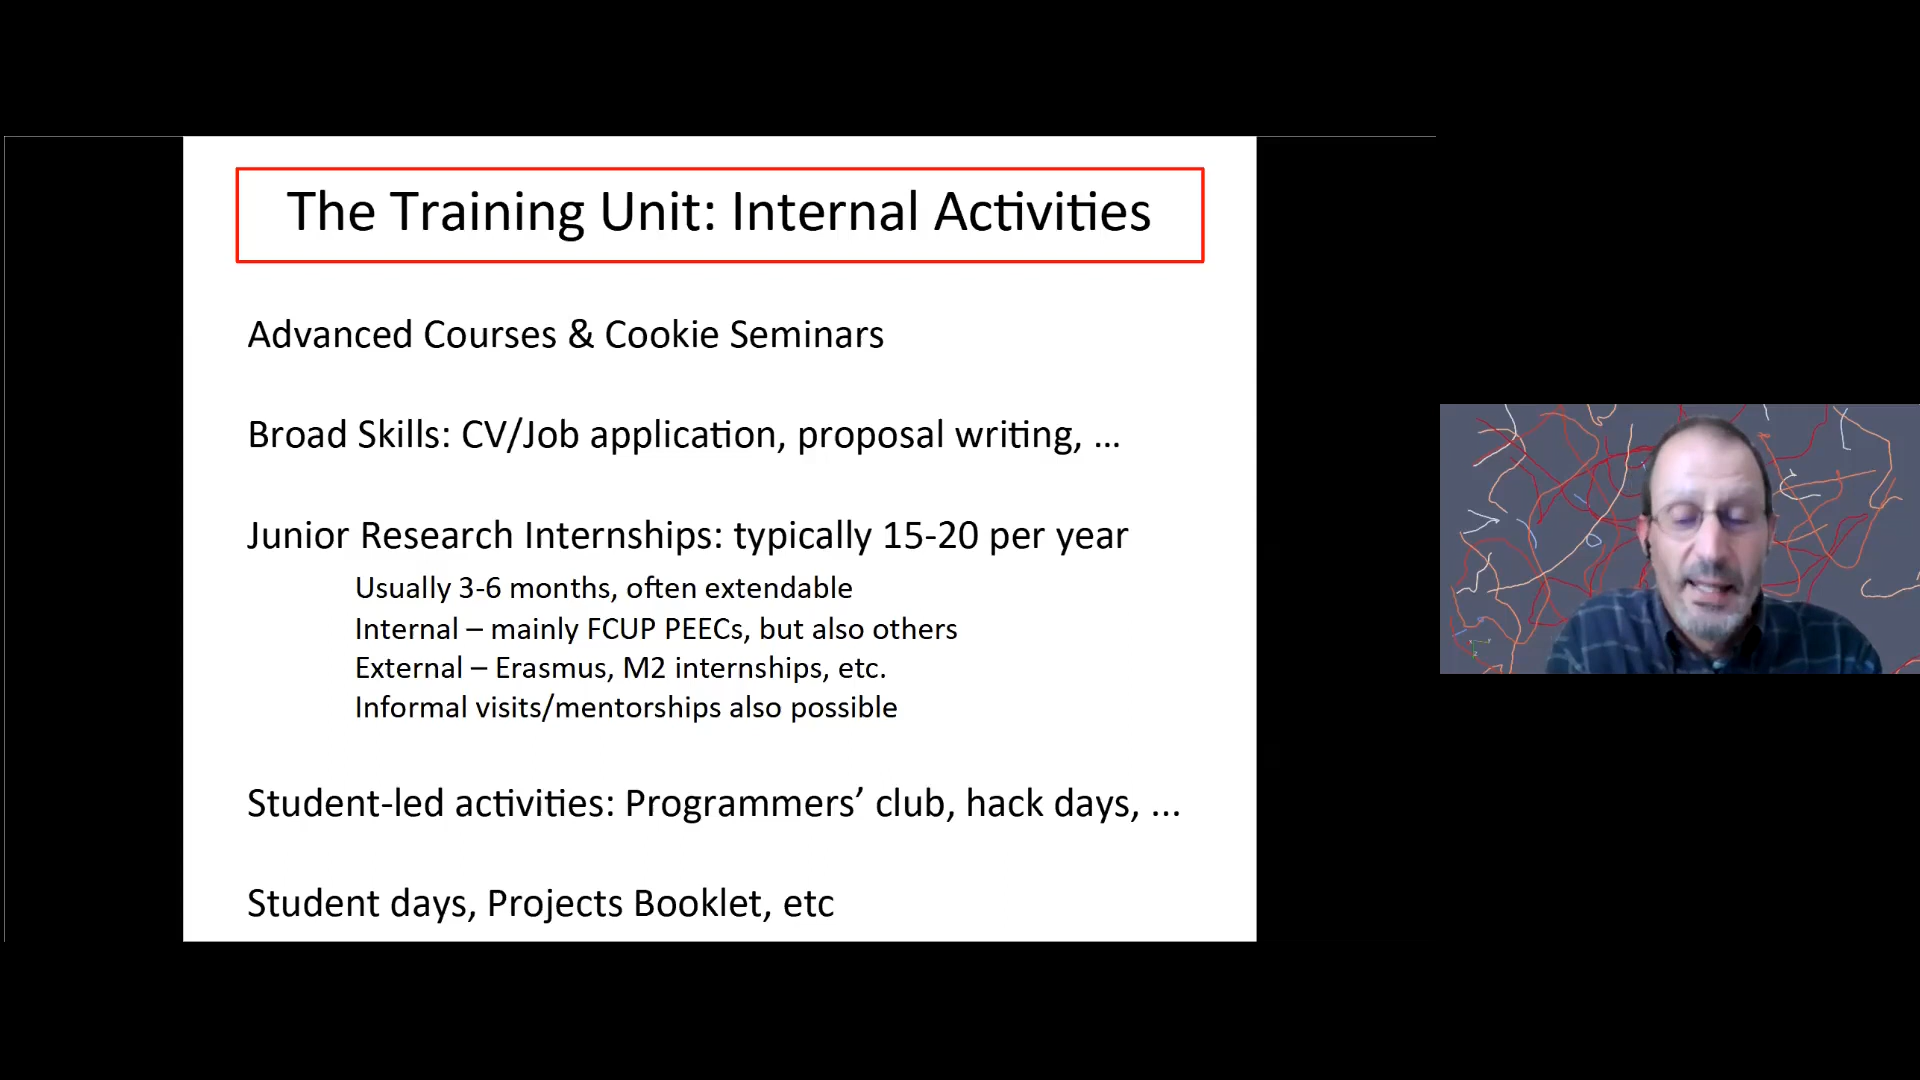 The Training Unit: Internal Activities
Advanced Courses & Cookie Seminars
Broad Skills: CV/Job application, proposal writing, ...
Junior Research Internships: typically 15-20 per year
Usually 3-6 months, often extendable
Internal – mainly FCUP PEECs, but also others
External – Erasmus, M2 internships, etc.
Informal visits/mentorships also possible
Student-led activities: Programmers’ club, hack days, ...
Student days, Projects Booklet, etc